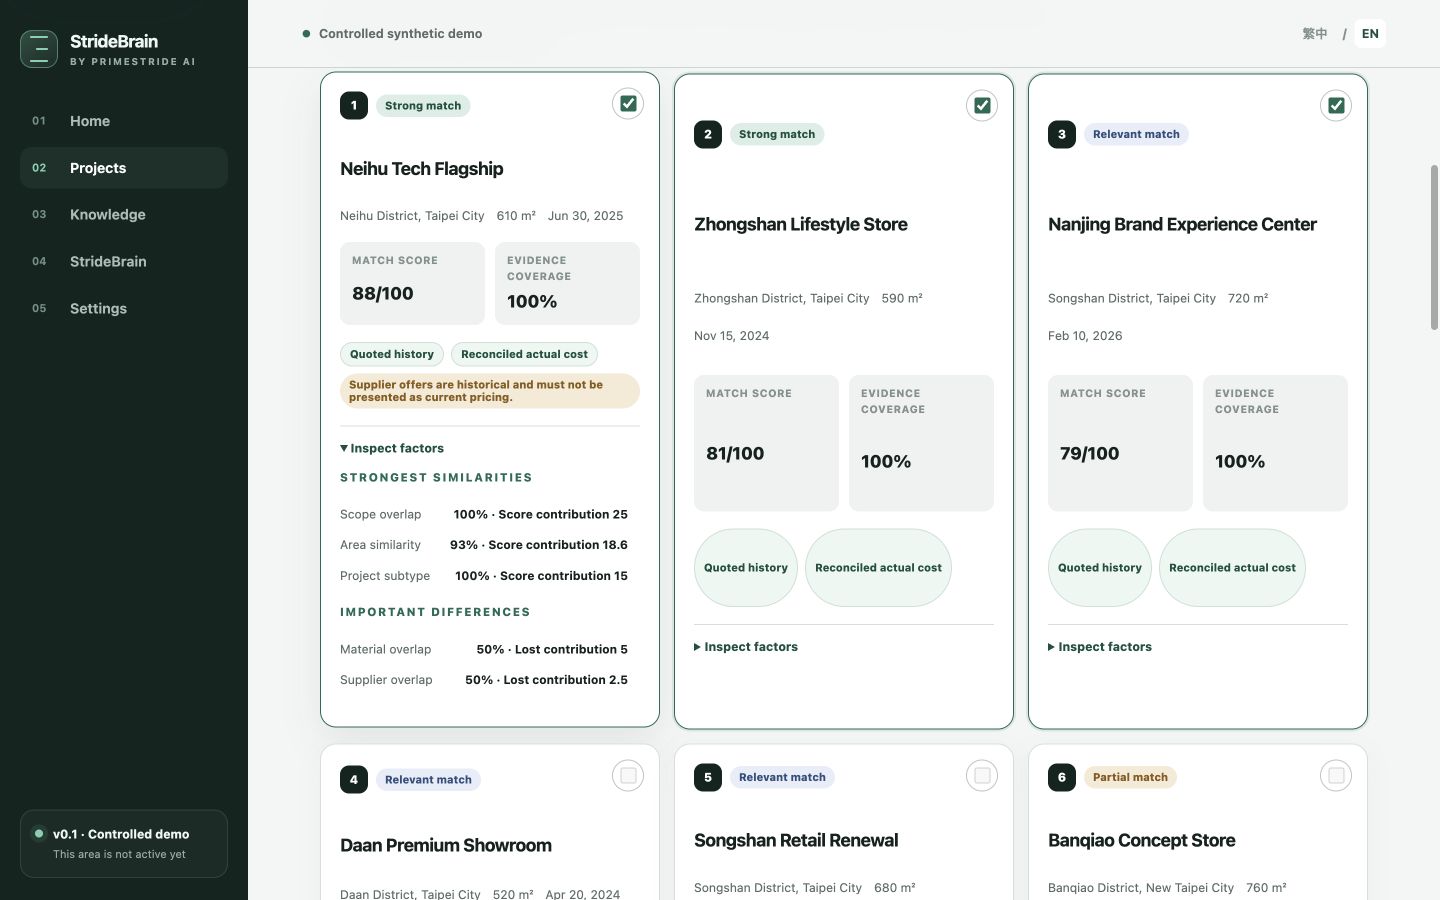 StrideBrain
BY PRIMESTRIDE AI
01 Home
02 Projects
03 Knowledge
04 StrideBrain
05 Settings
v0.1 · Controlled demo
This area is not active yet
Controlled synthetic demo
繁中 / EN
1 Strong match
Neihu Tech Flagship
Neihu District, Taipei City 610 m² Jun 30, 2025
MATCH SCORE
88/100
EVIDENCE
COVERAGE
100%
Quoted history
Reconciled actual cost
Supplier offers are historical and must not be
presented as current pricing.
Inspect factors
STRONGEST SIMILARITIES
Scope overlap 100% · Score contribution 25
Area similarity 93% · Score contribution 18.6
Project subtype 100% · Score contribution 15
IMPORTANT DIFFERENCES
Material overlap 50% · Lost contribution 5
Supplier overlap 50% · Lost contribution 2.5
2 Strong match
Zhongshan Lifestyle Store
Zhongshan District, Taipei City 590 m²
Nov 15, 2024
MATCH SCORE
81/100
EVIDENCE
COVERAGE
100%
Quoted history
Reconciled actual cost
Inspect factors
3 Relevant match
Nanjing Brand Experience Center
Songshan District, Taipei City 720 m²
Feb 10, 2026
MATCH SCORE
79/100
EVIDENCE
COVERAGE
100%
Quoted history
Reconciled actual cost
Inspect factors
4 Relevant match
Daan Premium Showroom
Daan District, Taipei City 520 m² Apr 20, 2024
5 Relevant match
Songshan Retail Renewal
Songshan District, Taipei City 680 m²
6 Partial match
Banqiao Concept Store
Banqiao District, New Taipei City 760 m²